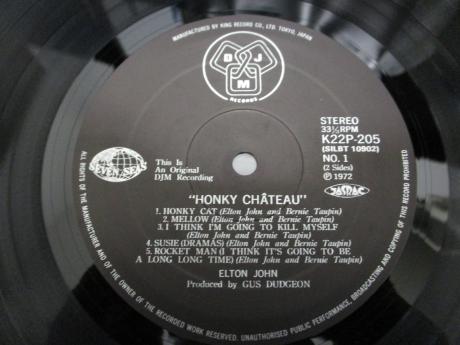 MANUFACTURED BY KING RECORD CO., LTD. TOKYO, JAPAN
D J M
RECORDS
STEREO
33⅓RPM
K22P-205
(SILBT 10902)
NO. 1
(2 Sides)
℗1972
JASRAC
SEVEN SEAS
This Is
An Original
DJM Recording
"HONKY CHÂTEAU"
1. HONKY CAT (Elton John and Bernie Taupin)
2. MELLOW (Elton John and Bernie Taupin)
3. I THINK I'M GOING TO KILL MYSELF
(Elton John and Bernie Taupin)
4. SUSIE (DRAMAS) (Elton John and Bernie Taupin)
5. ROCKET MAN (I THINK IT'S GOING TO BE
A LONG LONG TIME) (Elton John and Bernie Taupin)
ELTON JOHN
Produced by GUS DUDGEON
ALL RIGHTS OF THE MANUFACTURER AND OF THE OWNER OF THE RECORDED WORK RESERVED. UNAUTHORISED PUBLIC PERFORMANCE, BROADCASTING AND COPYING OF THIS RECORD PROHIBITED